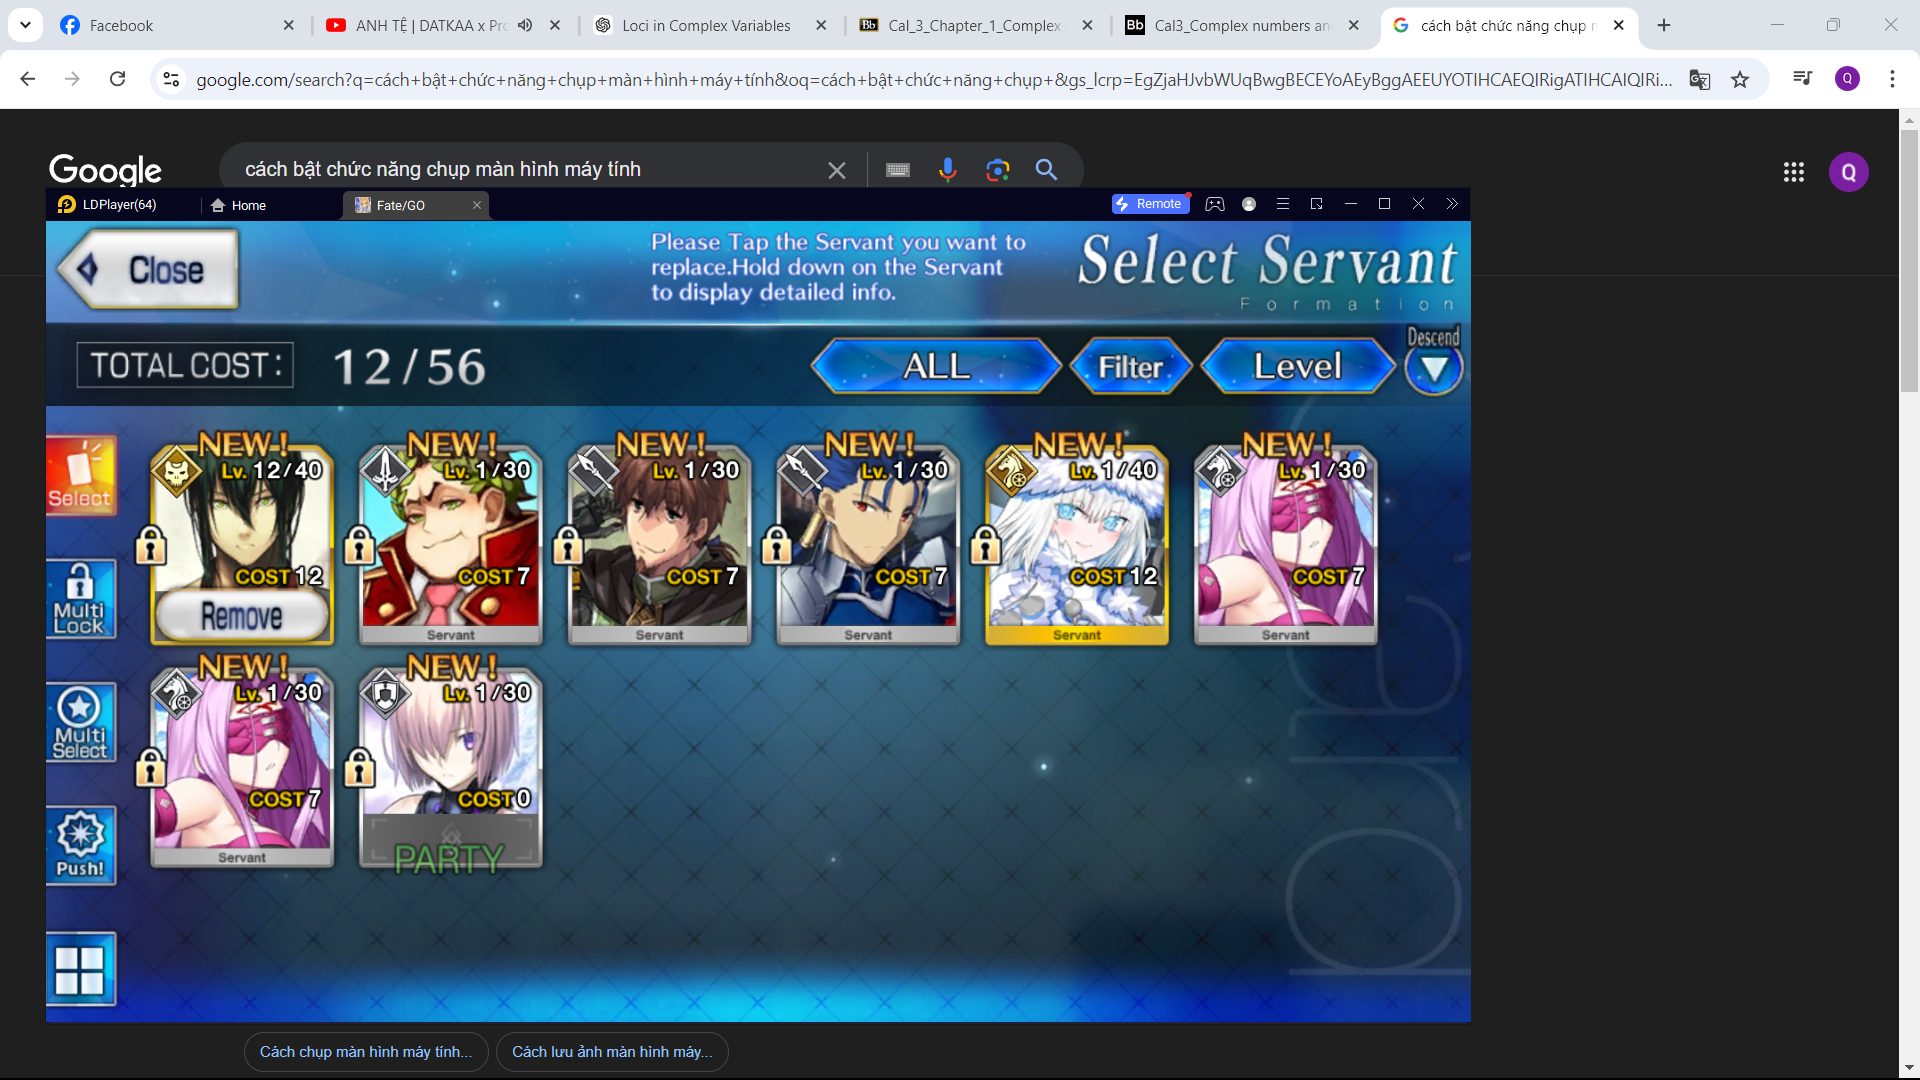 Facebook
ANH TỆ | DATKAA x Pro
Loci in Complex Variables
Bb
Cal_3_Chapter_1_Complex
Bb
Cal3_Complex numbers an
cách bật chức năng chụp n
google.com/search?q=cách+bật+chức+năng+chụp+màn+hình+máy+tính&oq=cách+bật+chức+năng+chụp+&gs_lcrp=EgZjaHJvbWUqBwgBECEYoAEyBggAEEUYOTIHCAEQIRigATIHCAIQIRi...
Q
Google
cách bật chức năng chụp màn hình máy tính
Q
LDPlayer(64)
Home
Fate/GO
Remote
Close
Please Tap the Servant you want to
replace.Hold down on the Servant
to display detailed info.
Select Servant
Formation
TOTAL COST:
12/56
ALL
Filter
Level
Descend
Select
Multi
Lock
Multi
Select
Push!
NEW!
Lv. 12/40
COST 12
Remove
NEW!
Lv. 1/30
COST 7
Servant
NEW!
Lv. 1/30
COST 7
Servant
NEW!
Lv. 1/30
COST 7
Servant
NEW!
Lv. 1/40
COST 12
Servant
NEW!
Lv. 1/30
COST 7
Servant
NEW!
Lv. 1/30
COST 7
Servant
NEW!
Lv. 1/30
COST 0
PARTY
Cách chụp màn hình máy tính...
Cách lưu ảnh màn hình máy...